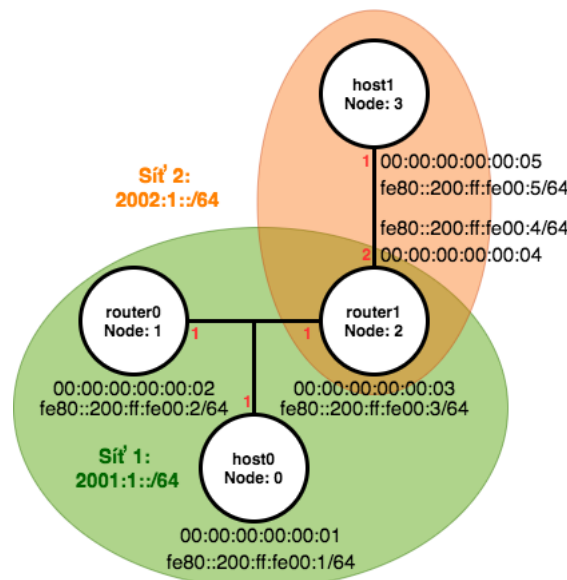 host1
Node: 3
1
00:00:00:00:00:05
fe80::200:ff:fe00:5/64
Síť 2:
2002:1::/64
fe80::200:ff:fe00:4/64
2
00:00:00:00:00:04
router0
Node: 1
router1
Node: 2
1
1
00:00:00:00:00:02
fe80::200:ff:fe00:2/64
00:00:00:00:00:03
fe80::200:ff:fe00:3/64
1
Síť 1:
2001:1::/64
host0
Node: 0
00:00:00:00:00:01
fe80::200:ff:fe00:1/64